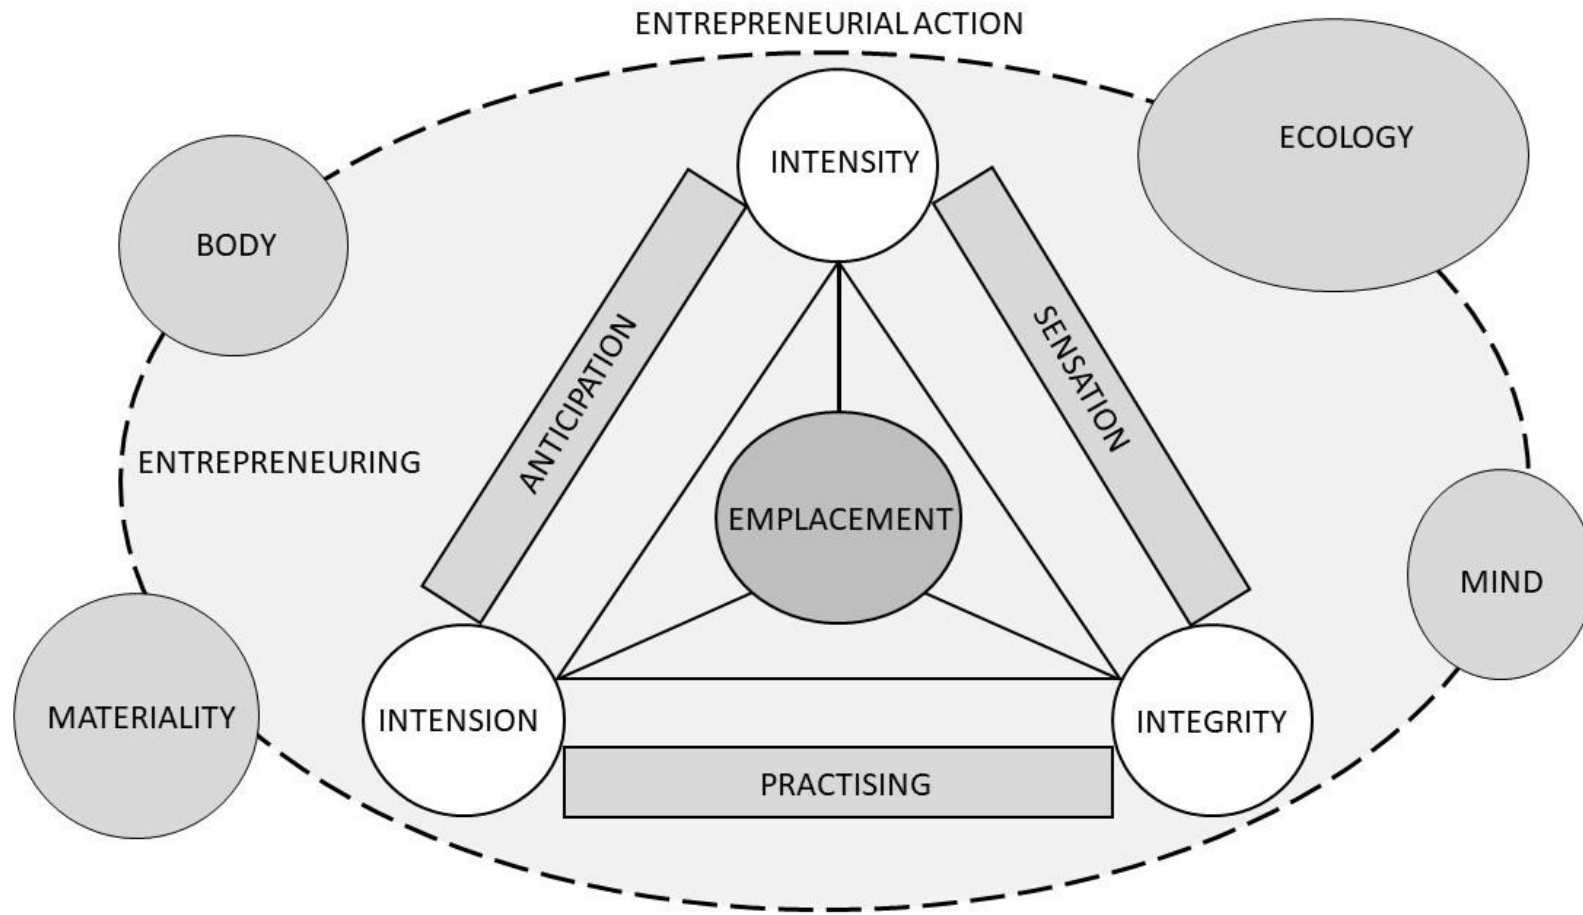 ENTREPRENEURIAL ACTION
ECOLOGY
INTENSITY
BODY
ANTICIPATION
SENSATION
ENTREPRENEURING
EMPLACEMENT
MIND
MATERIALITY
INTENSION
INTEGRITY
PRACTISING